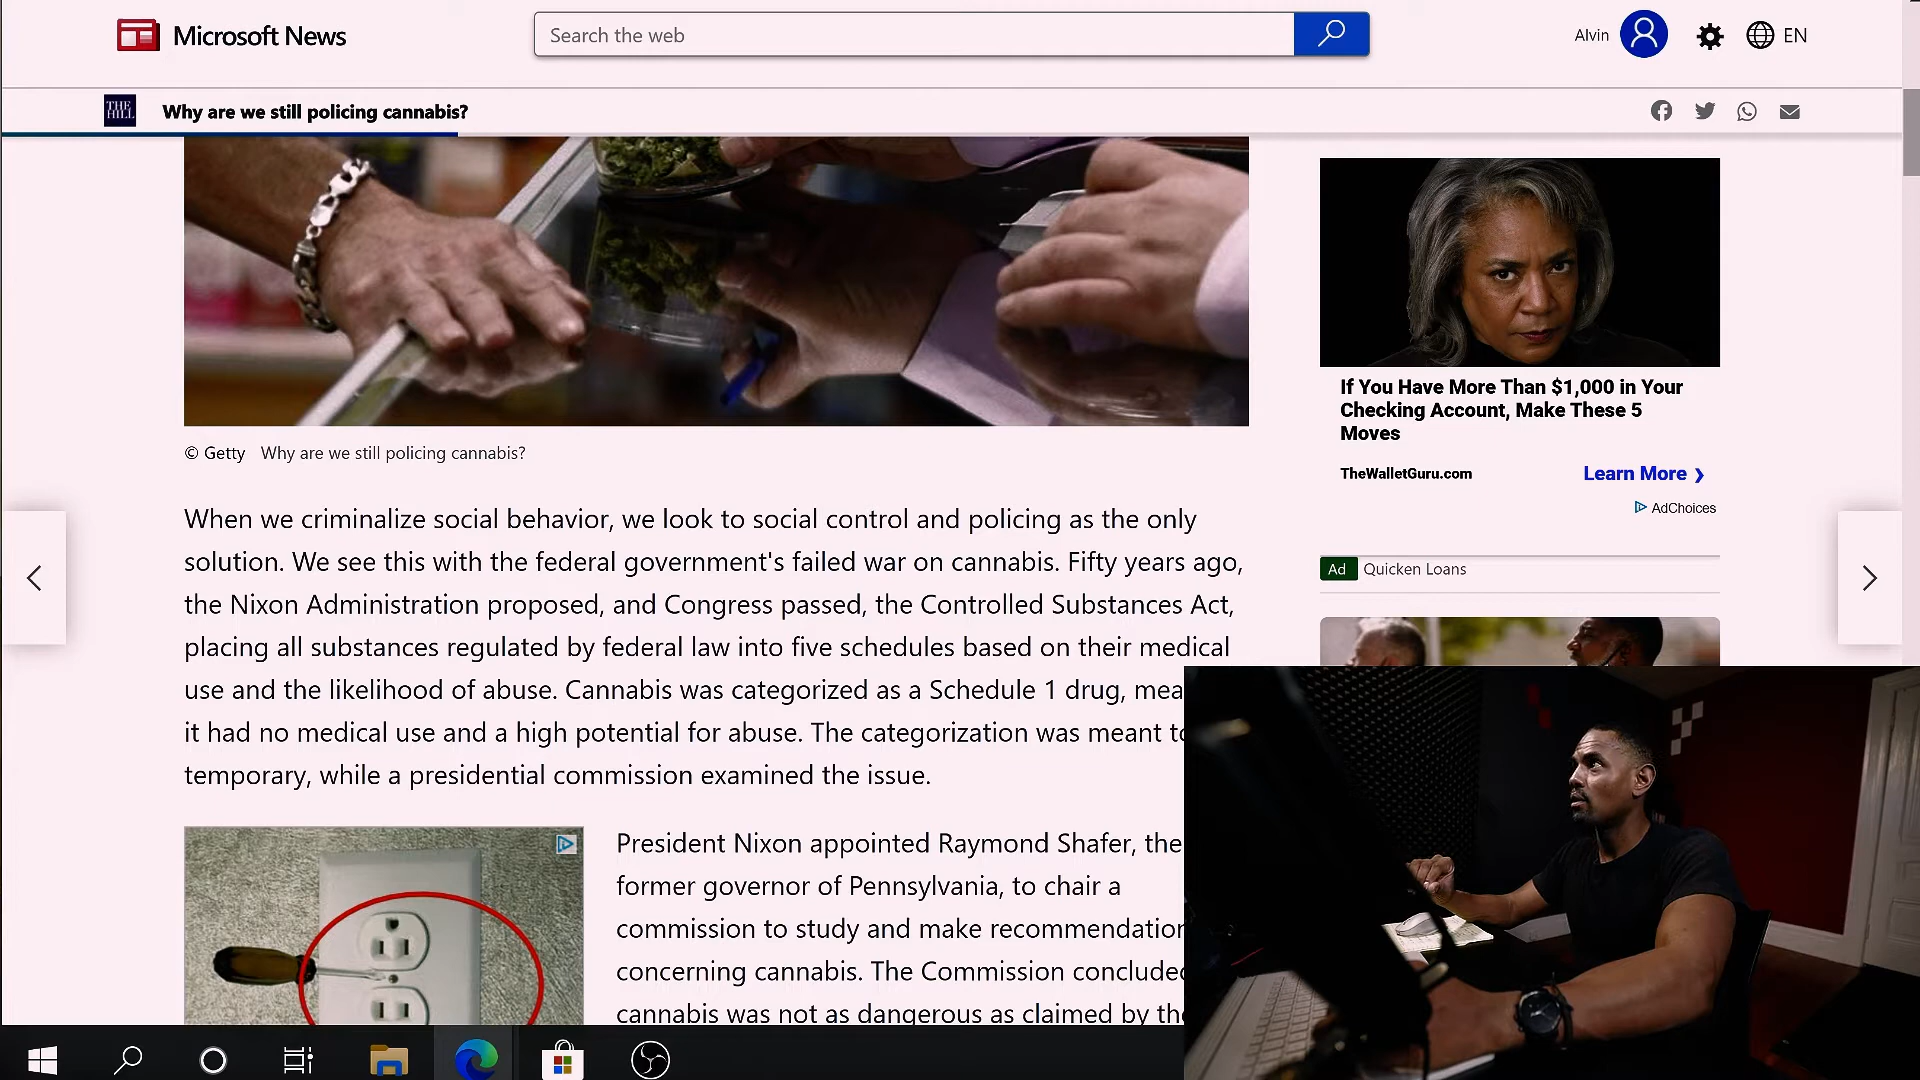 Microsoft News
Search the web
Alvin
EN
THE HILL
Why are we still policing cannabis?
If You Have More Than $1,000 in Your
Checking Account, Make These 5
Moves
TheWalletGuru.com
Learn More
AdChoices
© Getty Why are we still policing cannabis?
When we criminalize social behavior, we look to social control and policing as the only
solution. We see this with the federal government's failed war on cannabis. Fifty years ago,
the Nixon Administration proposed, and Congress passed, the Controlled Substances Act,
placing all substances regulated by federal law into five schedules based on their medical
use and the likelihood of abuse. Cannabis was categorized as a Schedule 1 drug, mea
it had no medical use and a high potential for abuse. The categorization was meant
temporary, while a presidential commission examined the issue.
Ad Quicken Loans
President Nixon appointed Raymond Shafer, the
former governor of Pennsylvania, to chair a
commission to study and make recommendation
concerning cannabis. The Commission concluded
cannabis was not as dangerous as claimed by the